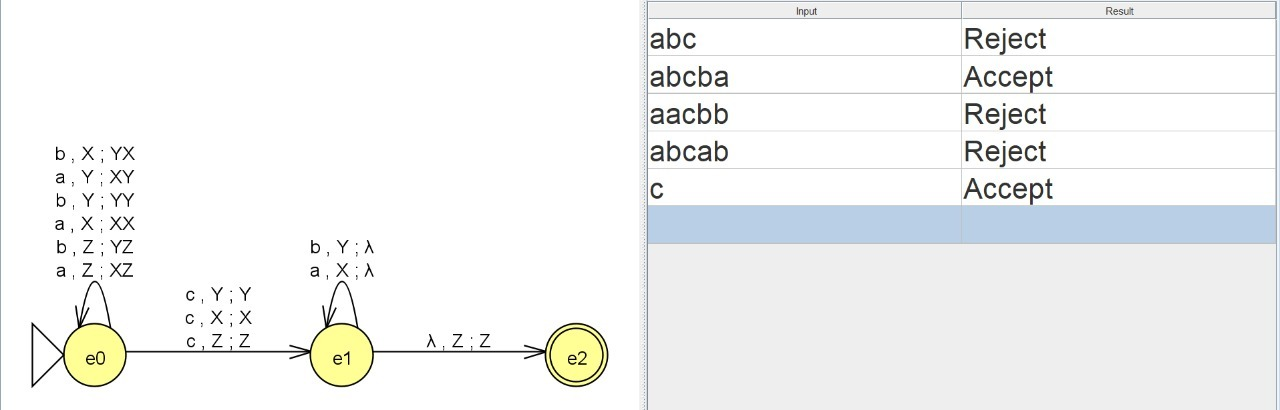 b , X ; YX
a , Y ; XY
b , Y ; YY
a , X ; XX
b , Z ; YZ
a , Z ; XZ
c , Y ; Y
c , X ; X
c , Z ; Z
b , Y ; λ
a , X ; λ
λ , Z ; Z
e0
e1
e2
Input Result
abc Reject
abcba Accept
aacbb Reject
abcab Reject
c Accept